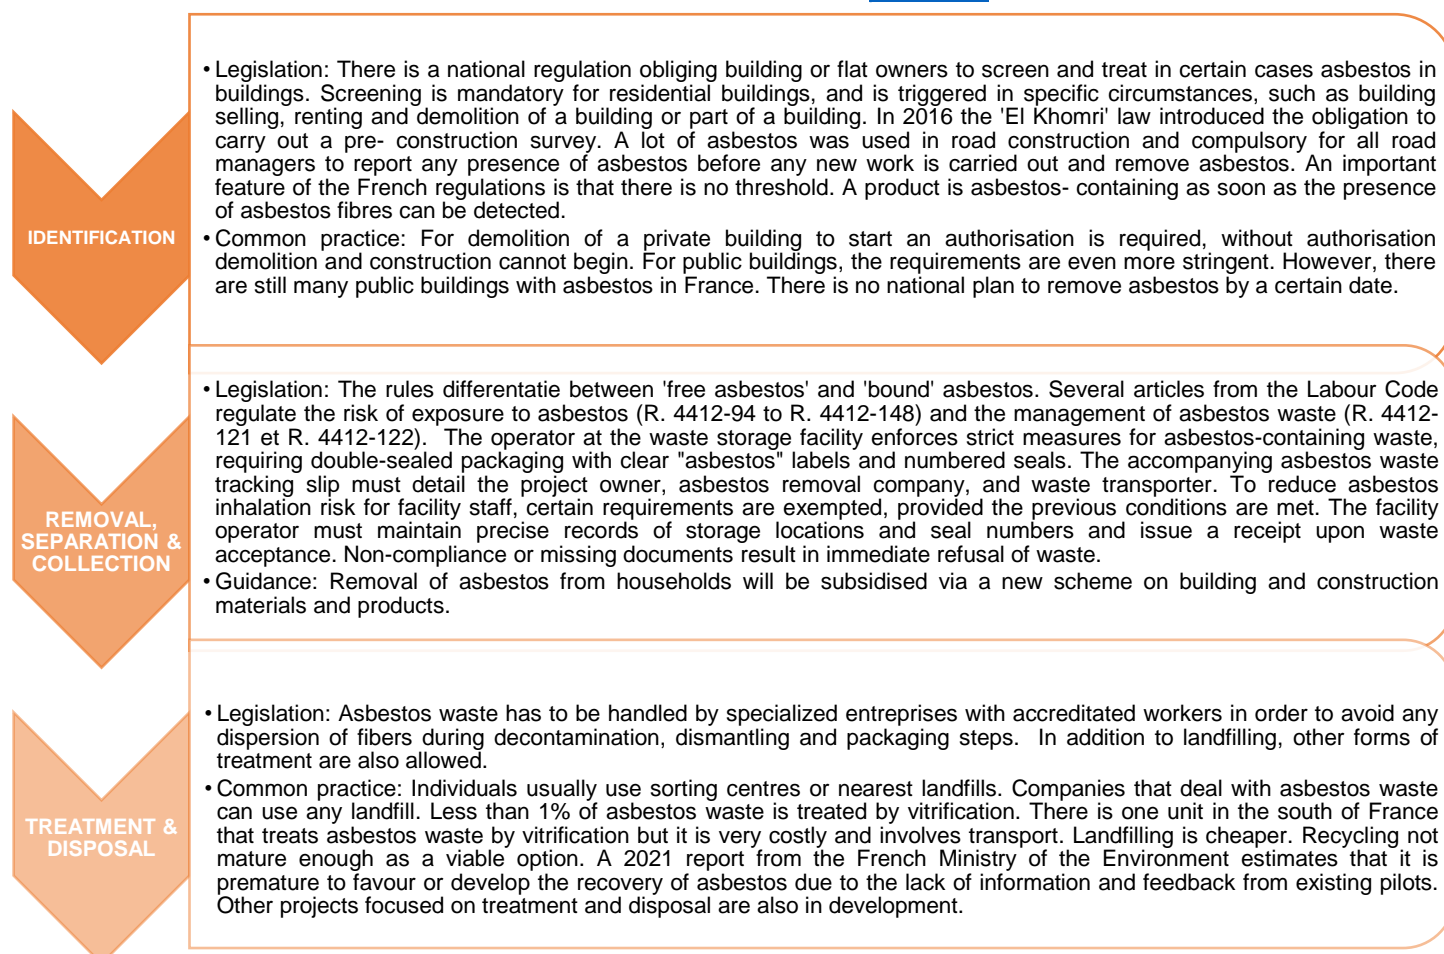 IDENTIFICATION
• Legislation: There is a national regulation obliging building or flat owners to screen and treat in certain cases asbestos in
buildings. Screening is mandatory for residential buildings, and is triggered in specific circumstances, such as building
selling, renting and demolition of a building or part of a building. In 2016 the 'El Khomri' law introduced the obligation to
carry out a pre- construction survey. A lot of asbestos was used in road construction and compulsory for all road
managers to report any presence of asbestos before any new work is carried out and remove asbestos. An important
feature of the French regulations is that there is no threshold. A product is asbestos- containing as soon as the presence
of asbestos fibres can be detected.
• Common practice: For demolition of a private building to start an authorisation is required, without authorisation
demolition and construction cannot begin. For public buildings, the requirements are even more stringent. However, there
are still many public buildings with asbestos in France. There is no national plan to remove asbestos by a certain date.
REMOVAL,
SEPARATION &
COLLECTION
• Legislation: The rules differentatie between 'free asbestos' and 'bound' asbestos. Several articles from the Labour Code
regulate the risk of exposure to asbestos (R. 4412-94 to R. 4412-148) and the management of asbestos waste (R. 4412-
121 et R. 4412-122). The operator at the waste storage facility enforces strict measures for asbestos-containing waste,
requiring double-sealed packaging with clear "asbestos" labels and numbered seals. The accompanying asbestos waste
tracking slip must detail the project owner, asbestos removal company, and waste transporter. To reduce asbestos
inhalation risk for facility staff, certain requirements are exempted, provided the previous conditions are met. The facility
operator must maintain precise records of storage locations and seal numbers and issue a receipt upon waste
acceptance. Non-compliance or missing documents result in immediate refusal of waste.
• Guidance: Removal of asbestos from households will be subsidised via a new scheme on building and construction
materials and products.
TREATMENT &
DISPOSAL
• Legislation: Asbestos waste has to be handled by specialized entreprises with accreditated workers in order to avoid any
dispersion of fibers during decontamination, dismantling and packaging steps. In addition to landfilling, other forms of
treatment are also allowed.
• Common practice: Individuals usually use sorting centres or nearest landfills. Companies that deal with asbestos waste
can use any landfill. Less than 1% of asbestos waste is treated by vitrification. There is one unit in the south of France
that treats asbestos waste by vitrification but it is very costly and involves transport. Landfilling is cheaper. Recycling not
mature enough as a viable option. A 2021 report from the French Ministry of the Environment estimates that it is
premature to favour or develop the recovery of asbestos due to the lack of information and feedback from existing pilots.
Other projects focused on treatment and disposal are also in development.